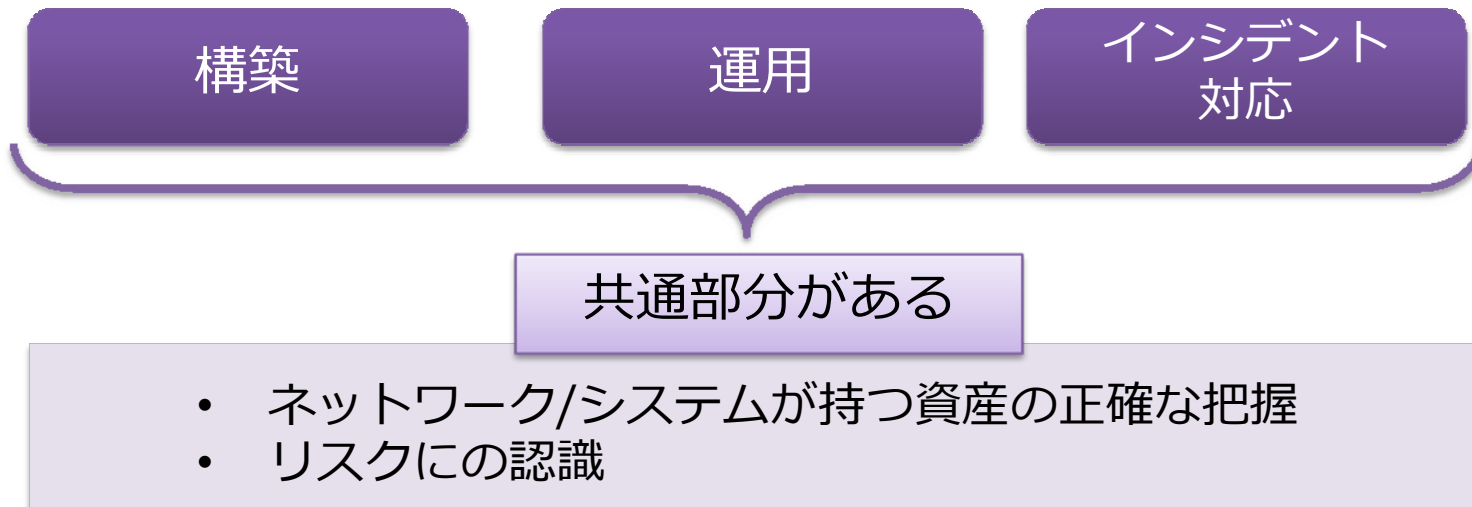 構築
運用
インシデント
対応
共通部分がある
• ネットワーク/システムが持つ資産の正確な把握
• リスクにの認識